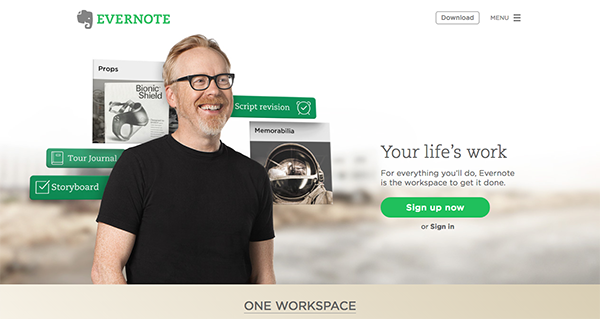 EVERNOTE
Download
MENU
Props
Bionic
Shield
Script revision
Memorabilia
Tour Journal
Storyboard
Your life's work
For everything you'll do, Evernote
is the workspace to get it done.
Sign up now
or Sign in
ONE WORKSPACE